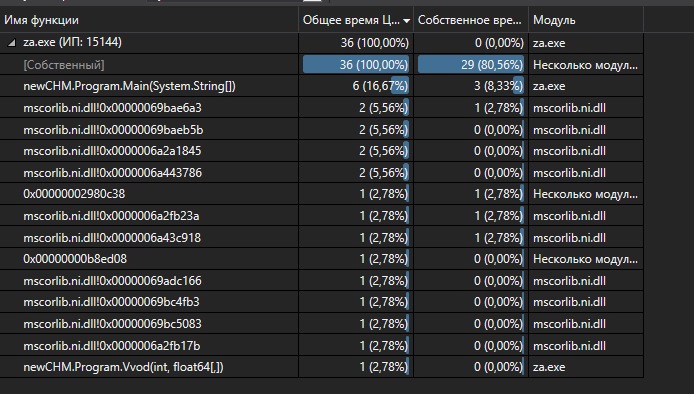 Имя функции Общее время Ц... Собственное вре... Модуль
za.exe (ИП: 15144) 36 (100,00%) 0 (0,00%) za.exe
[Собственный] 36 (100,00%) 29 (80,56%) Несколько модул...
newCHM.Program.Main(System.String[]) 6 (16,67%) 3 (8,33%) za.exe
mscorlib.ni.dll!0x00000069bae6a3 2 (5,56%) 1 (2,78%) mscorlib.ni.dll
mscorlib.ni.dll!0x00000069baeb5b 2 (5,56%) 0 (0,00%) mscorlib.ni.dll
mscorlib.ni.dll!0x0000006a2a1845 2 (5,56%) 0 (0,00%) mscorlib.ni.dll
mscorlib.ni.dll!0x0000006a443786 2 (5,56%) 0 (0,00%) mscorlib.ni.dll
0x00000002980c38 1 (2,78%) 1 (2,78%) Несколько модул...
mscorlib.ni.dll!0x0000006a2fb23a 1 (2,78%) 1 (2,78%) mscorlib.ni.dll
mscorlib.ni.dll!0x0000006a43c918 1 (2,78%) 1 (2,78%) mscorlib.ni.dll
0x00000000b8ed08 1 (2,78%) 0 (0,00%) Несколько модул...
mscorlib.ni.dll!0x00000069adc166 1 (2,78%) 0 (0,00%) mscorlib.ni.dll
mscorlib.ni.dll!0x00000069bc4fb3 1 (2,78%) 0 (0,00%) mscorlib.ni.dll
mscorlib.ni.dll!0x00000069bc5083 1 (2,78%) 0 (0,00%) mscorlib.ni.dll
mscorlib.ni.dll!0x0000006a2fb17b 1 (2,78%) 0 (0,00%) mscorlib.ni.dll
newCHM.Program.Vvod(int, float64[,]) 1 (2,78%) 0 (0,00%) za.exe